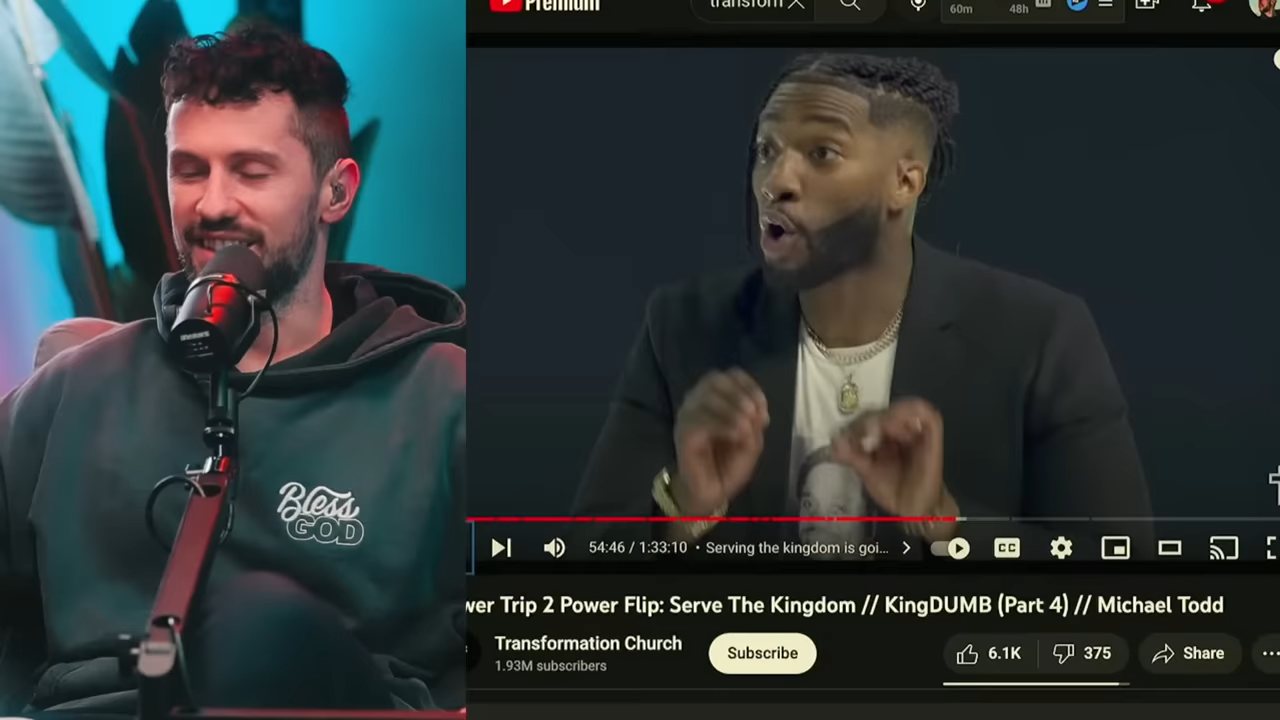 Premium
transform
60m
48h
Bless
GOD
54:46 / 1:33:10 • Serving the kingdom is goi...
CC
wer Trip 2 Power Flip: Serve The Kingdom // KingDUMB (Part 4) // Michael Todd
Transformation Church
1.93M subscribers
Subscribe
6.1K
375
Share